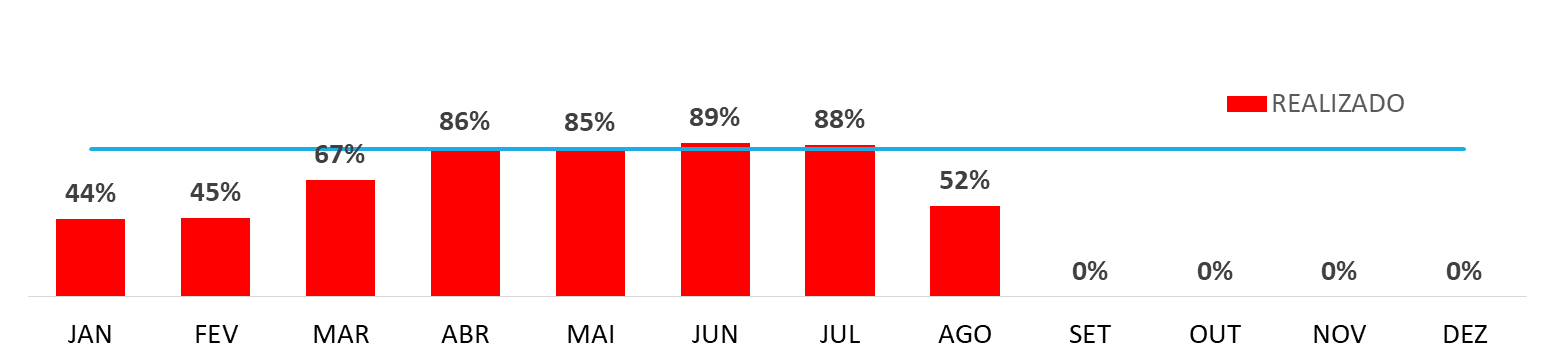 REALIZADO
44% 45% 67% 86% 85% 89% 88% 52% 0% 0% 0% 0%
JAN FEV MAR ABR MAI JUN JUL AGO SET OUT NOV DEZ